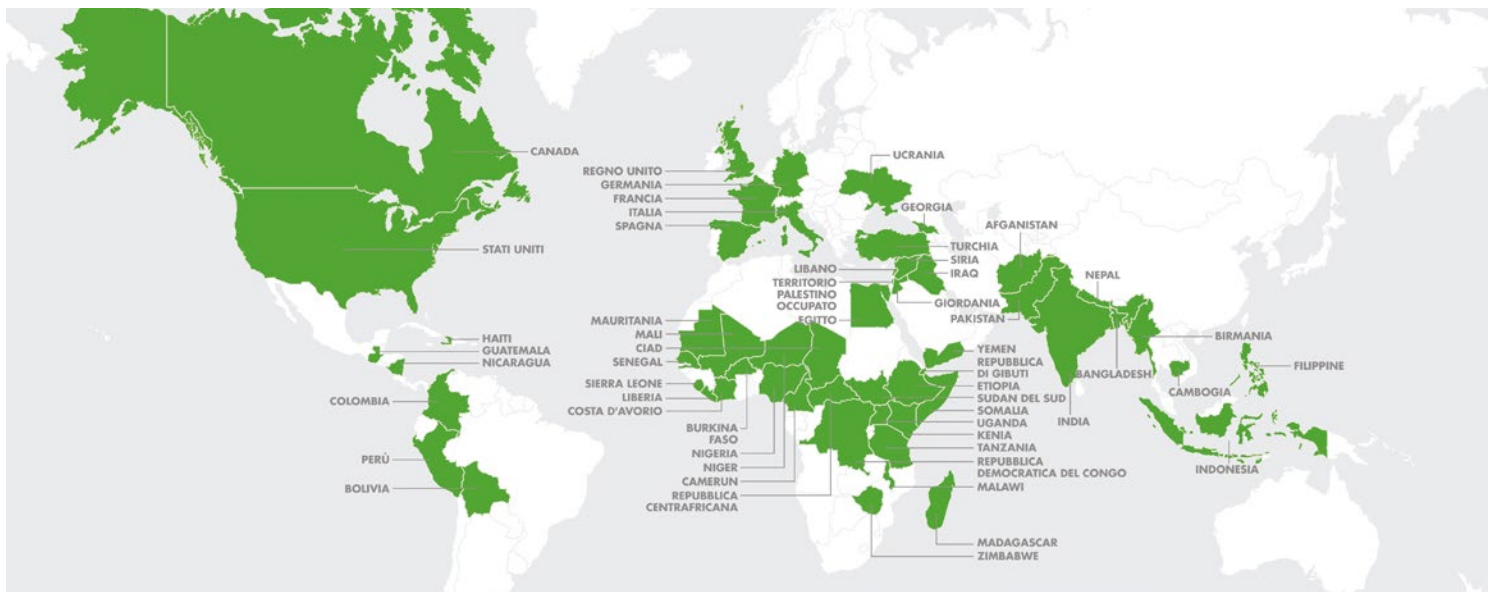 CANADA
STATI UNITI
HAITI
GUATEMALA
NICARAGUA
COLOMBIA
PERÙ
BOLIVIA
REGNO UNITO
GERMANIA
FRANCIA
ITALIA
SPAGNA
UCRANIA
GEORGIA
TURCHIA
SIRIA
IRAQ
LIBANO
TERRITORIO
PALESTINO
OCCUPATO
EGITTO
GIORDANIA
AFGANISTAN
PAKISTAN
NEPAL
MAURITANIA
MALI
CIAD
SENEGAL
SIERRA LEONE
LIBERIA
COSTA D'AVORIO
BURKINA
FASO
NIGERIA
NIGER
CAMERUN
REPUBBLICA
CENTRAFRICANA
YEMEN
REPUBBLICA
DI GIBUTI
ETIOPIA
SUDAN DEL SUD
SOMALIA
UGANDA
KENIA
TANZANIA
REPUBBLICA
DEMOCRATICA DEL CONGO
MALAWI
MADAGASCAR
ZIMBABWE
BIRMANIA
BANGLADESH
CAMBOGIA
FILIPPINE
INDIA
INDONESIA